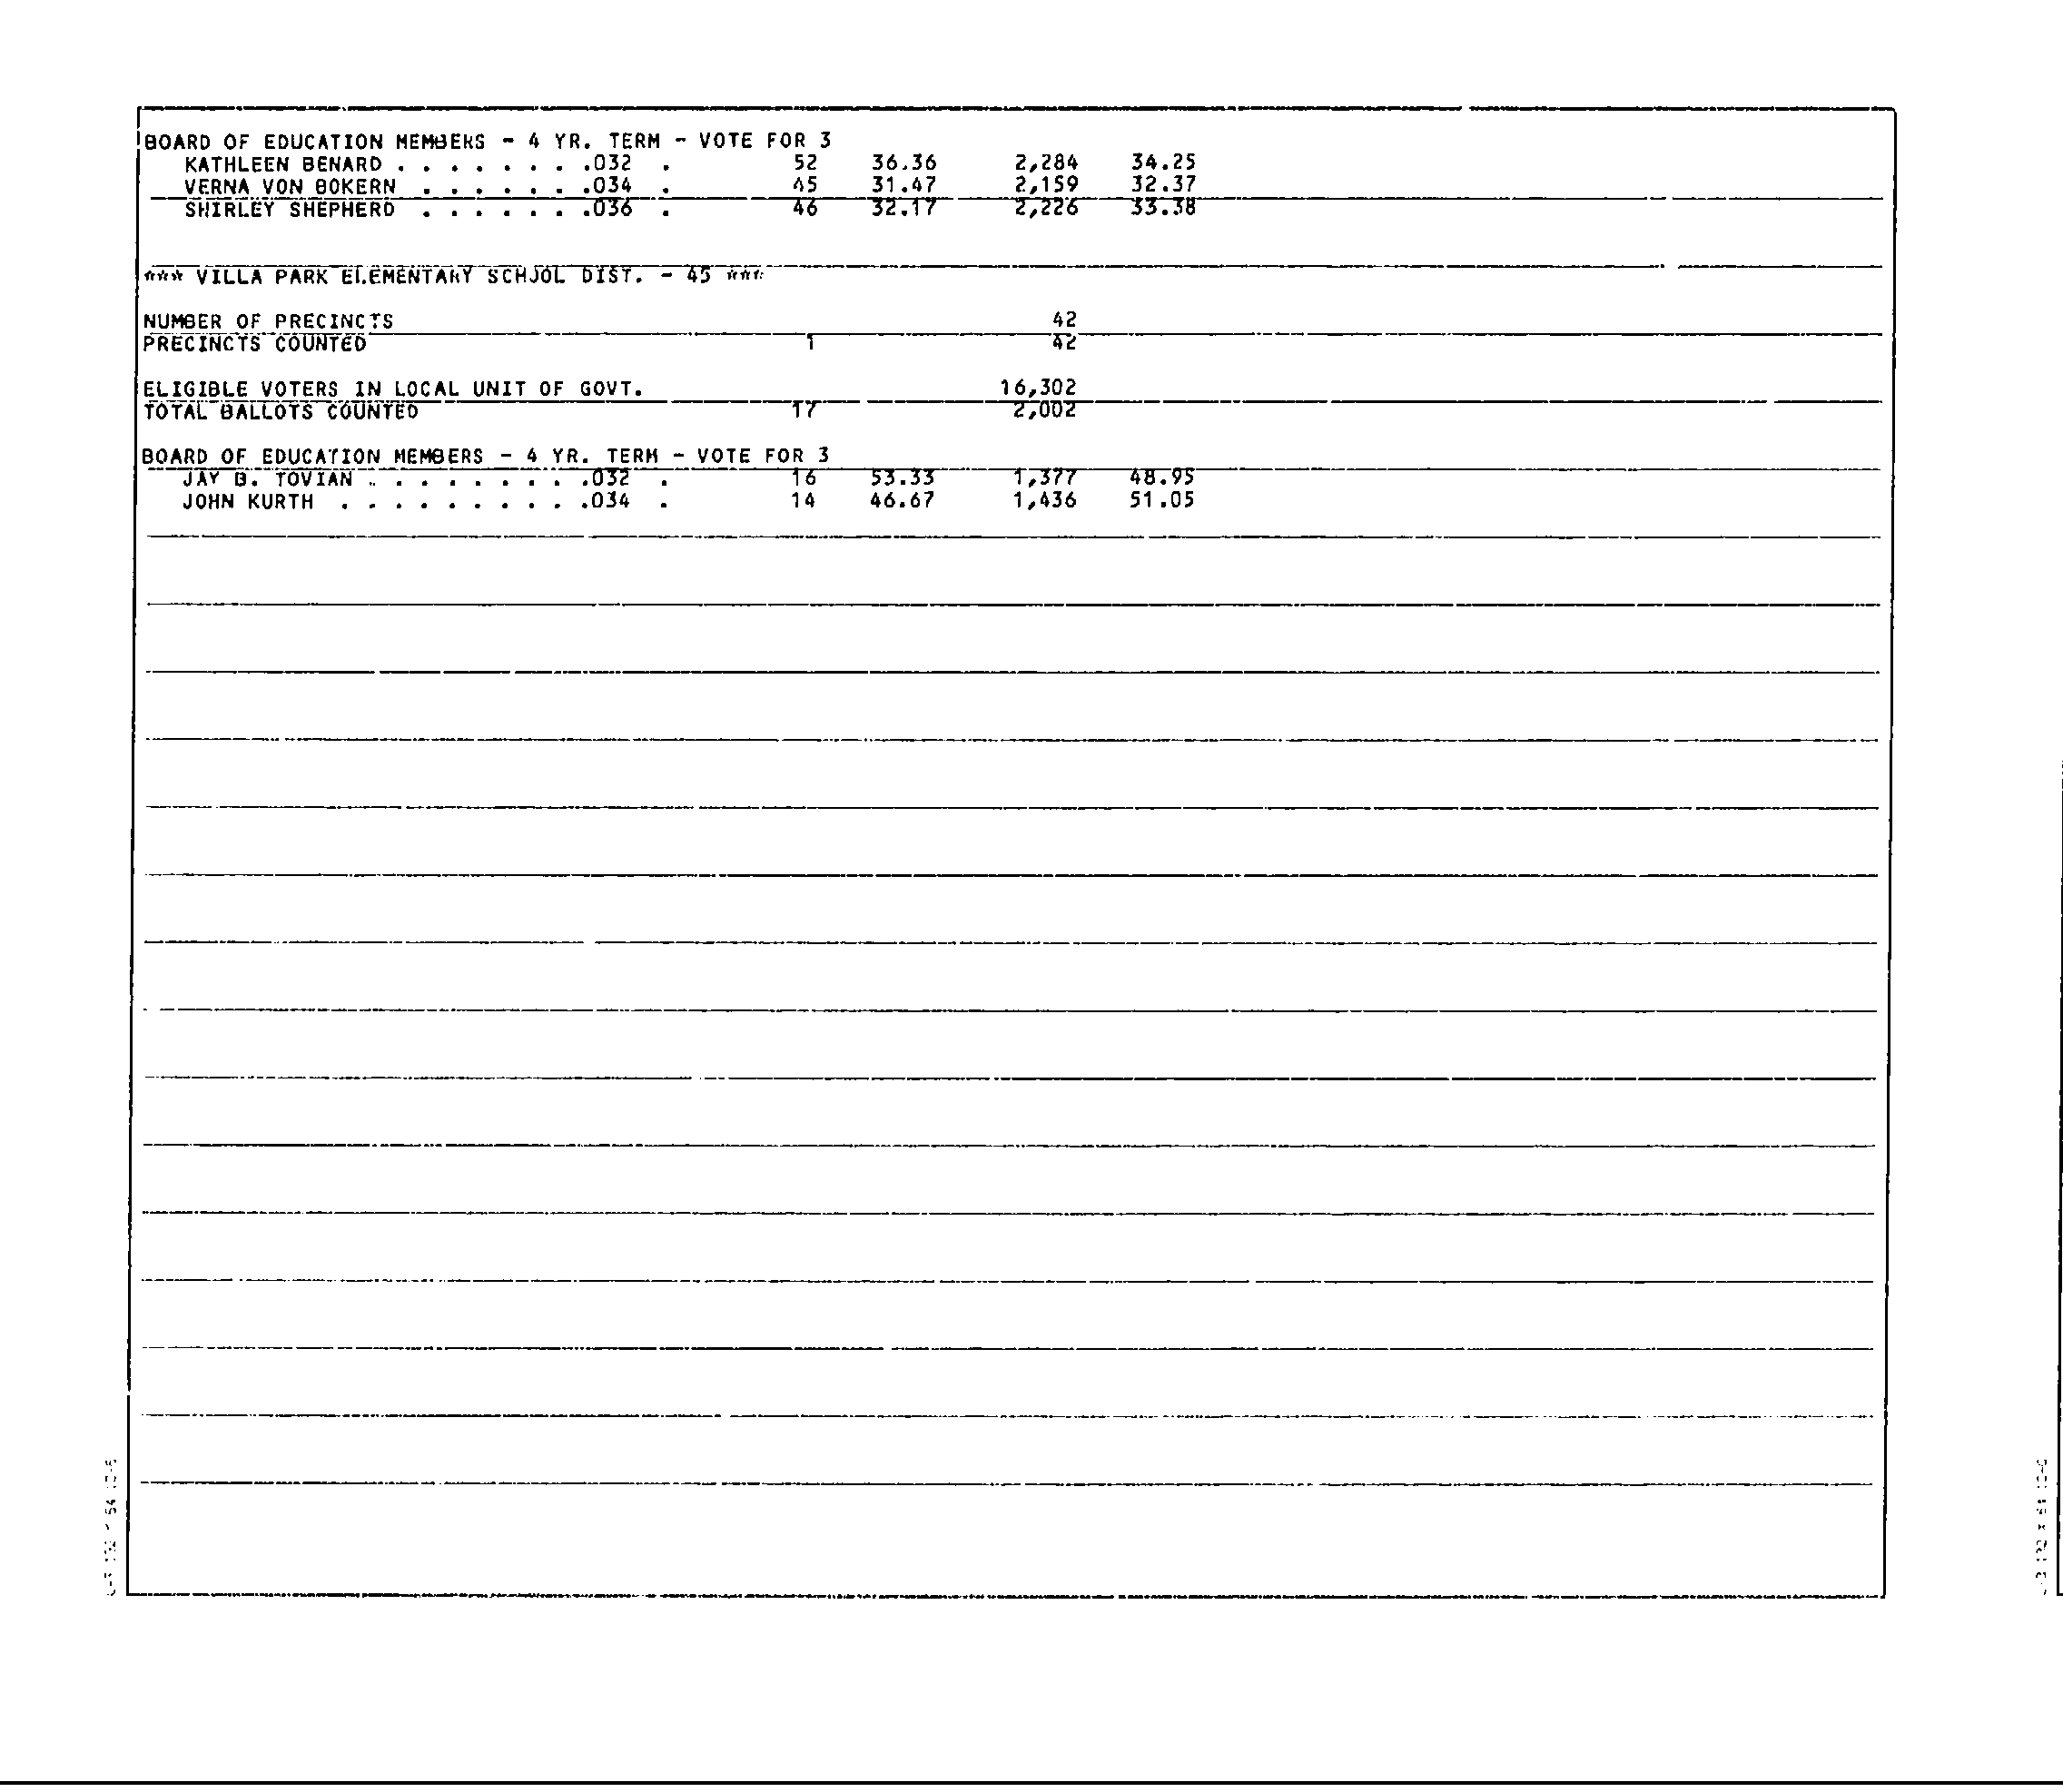 BOARD OF EDUCATION MEMBERS - 4 YR. TERM - VOTE FOR 3
KATHLEEN BENARD . . . . . . . .032 . 52 36.36 2,284 34.25
VERNA VON BOKERN . . . . . . .034 . 45 31.47 2,159 32.37
SHIRLEY SHEPHERD . . . . . . .036 . 46 32.17 2,226 33.38
*** VILLA PARK ELEMENTARY SCHOOL DIST. - 45 ***
NUMBER OF PRECINCTS 42
PRECINCTS COUNTED 1 42
ELIGIBLE VOTERS IN LOCAL UNIT OF GOVT. 16,302
TOTAL BALLOTS COUNTED 17 2,002
BOARD OF EDUCATION MEMBERS - 4 YR. TERM - VOTE FOR 3
JAY B. TOVIAN . . . . . . . . .032 . 16 53.33 1,377 48.95
JOHN KURTH . . . . . . . . . .034 . 14 46.67 1,436 51.05